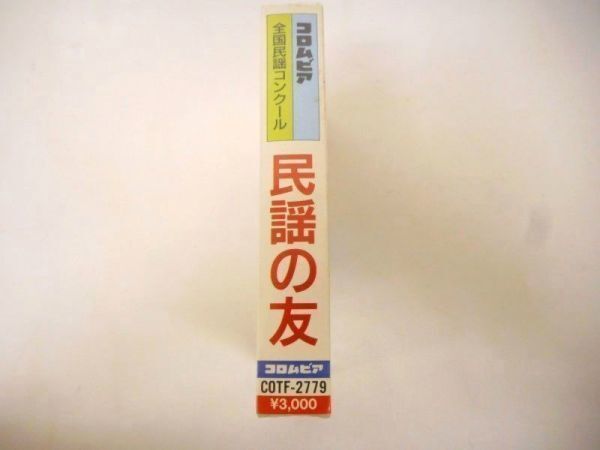 コロムビア
全国民謡コンクール
民謡の友
コロムビア
COTF-2779
¥3,000